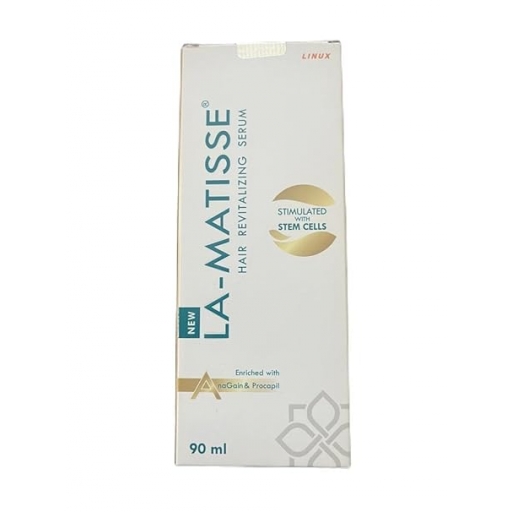 LINUX
NEW
LA-MATISSE®
HAIR REVITALIZING SERUM
STIMULATED
WITH
STEM CELLS
Enriched with
AnaGain & Procapil
90 ml